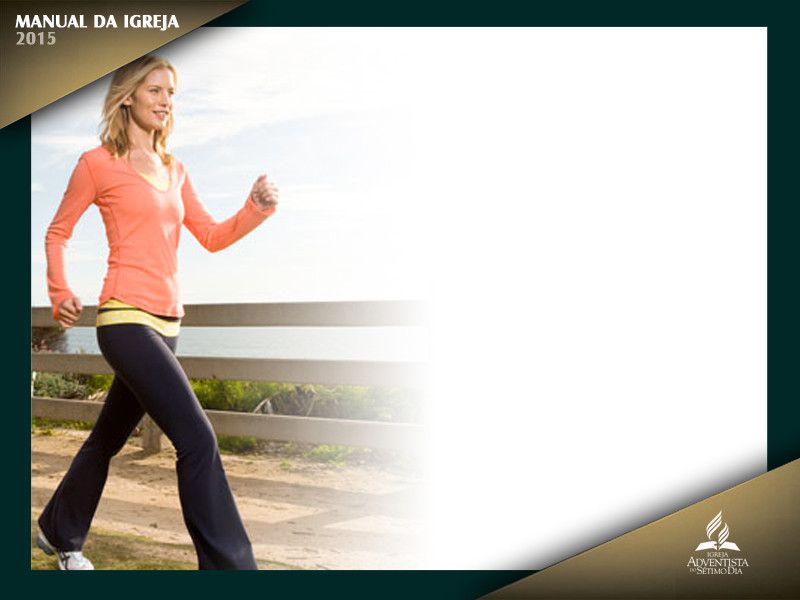 MANUAL DA IGREJA
2015
IGREJA
ADVENTISTA
DO SÉTIMO DIA